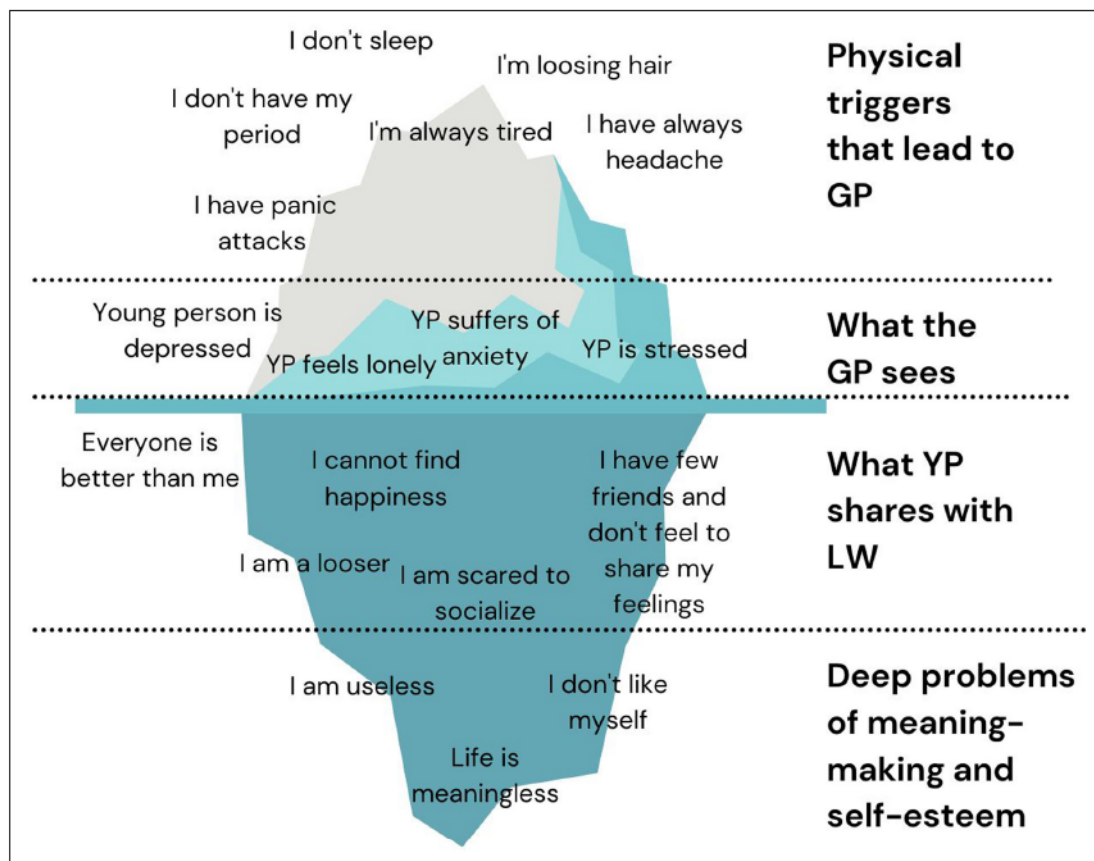 I don't sleep
I'm loosing hair
I don't have my
period
I'm always tired
I have always
headache
I have panic
attacks
Physical
triggers
that lead to
GP
Young person is
depressed
YP feels lonely
YP suffers of
anxiety
YP is stressed
What the
GP sees
Everyone is
better than me
I cannot find
happiness
I have few
friends and
don't feel to
share my
feelings
I am a looser
I am scared to
socialize
What YP
shares with
LW
I am useless
I don't like
myself
Life is
meaningless
Deep problems
of meaning-
making and
self-esteem